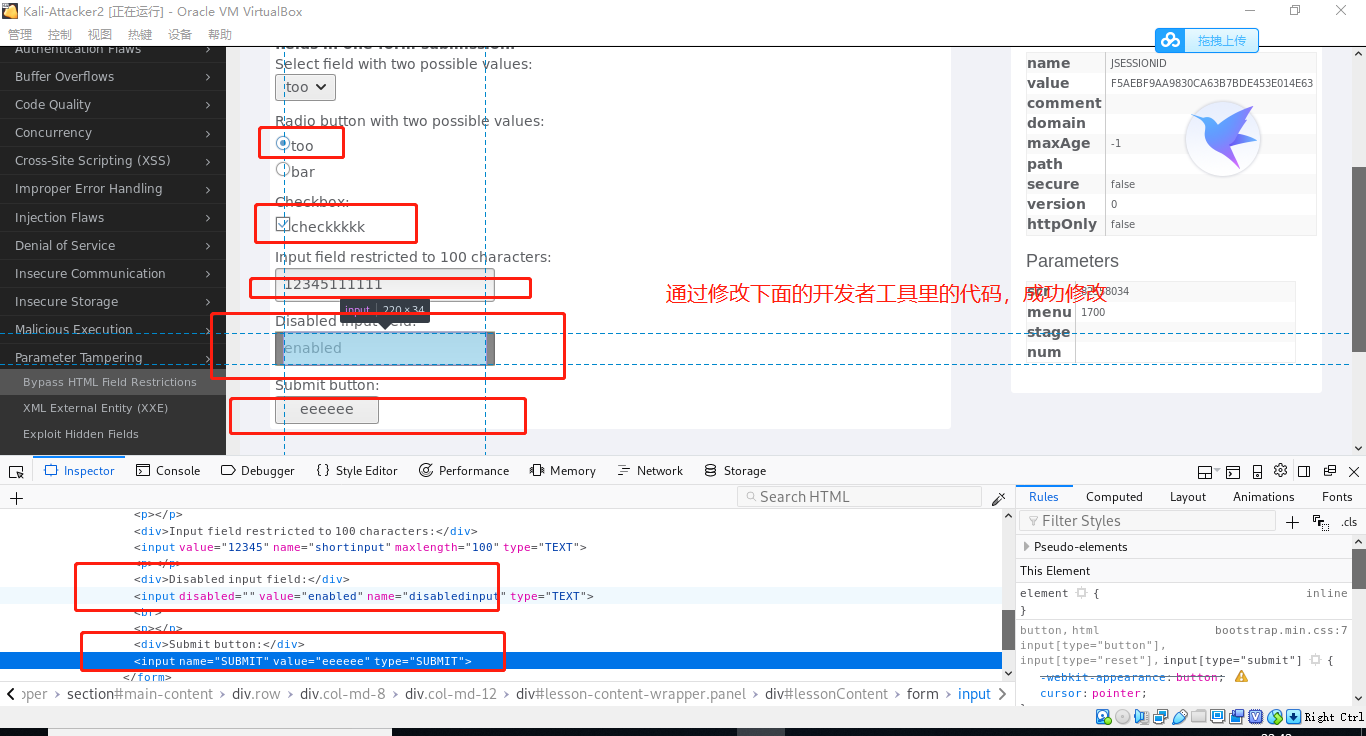 Kali-Attacker2 [正在运行] - Oracle VM VirtualBox
管理 控制 视图 热键 设备 帮助
拖拽上传
Authentication Flaws
Buffer Overflows
Code Quality
Concurrency
Cross-Site Scripting (XSS)
Improper Error Handling
Injection Flaws
Denial of Service
Insecure Communication
Insecure Storage
Malicious Execution
Parameter Tampering
Bypass HTML Field Restrictions
XML External Entity (XXE)
Exploit Hidden Fields
fields in one form submission.
Select field with two possible values:
too
Radio button with two possible values:
too
bar
Checkbox:
checkkkkk
Input field restricted to 100 characters:
12345111111
input 220 × 34
Disabled input field:
enabled
Submit button:
eeeeee
通过修改下面的开发者工具里的代码，成功修改
name JSESSIONID
value F5AEBF9AA9830CA63B7BDE453E014E63
comment
domain
maxAge -1
path
secure false
version 0
httpOnly false
Parameters
8034
menu 1700
stage
num
Inspector Console Debugger {} Style Editor Performance Memory Network Storage
+ Search HTML
<p></p>
<div>Input field restricted to 100 characters:</div>
<input value="12345" name="shortinput" maxlength="100" type="TEXT">
<p></p>
<div>Disabled input field:</div>
<input disabled="" value="enabled" name="disabledinput" type="TEXT">
<br>
<p></p>
<div>Submit button:</div>
<input name="SUBMIT" value="eeeeee" type="SUBMIT">
</form>
oper › section#main-content › div.row › div.col-md-8 › div.col-md-12 › div#lesson-content-wrapper.panel › div#lessonContent › form › input
Rules Computed Layout Animations Fonts
Filter Styles + .cls
Pseudo-elements
This Element
element { inline
}
button, html bootstrap.min.css:7
input[type="button"],
input[type="reset"], input[type="submit"] {
-webkit-appearance: button;
cursor: pointer;
}
Right Ctrl